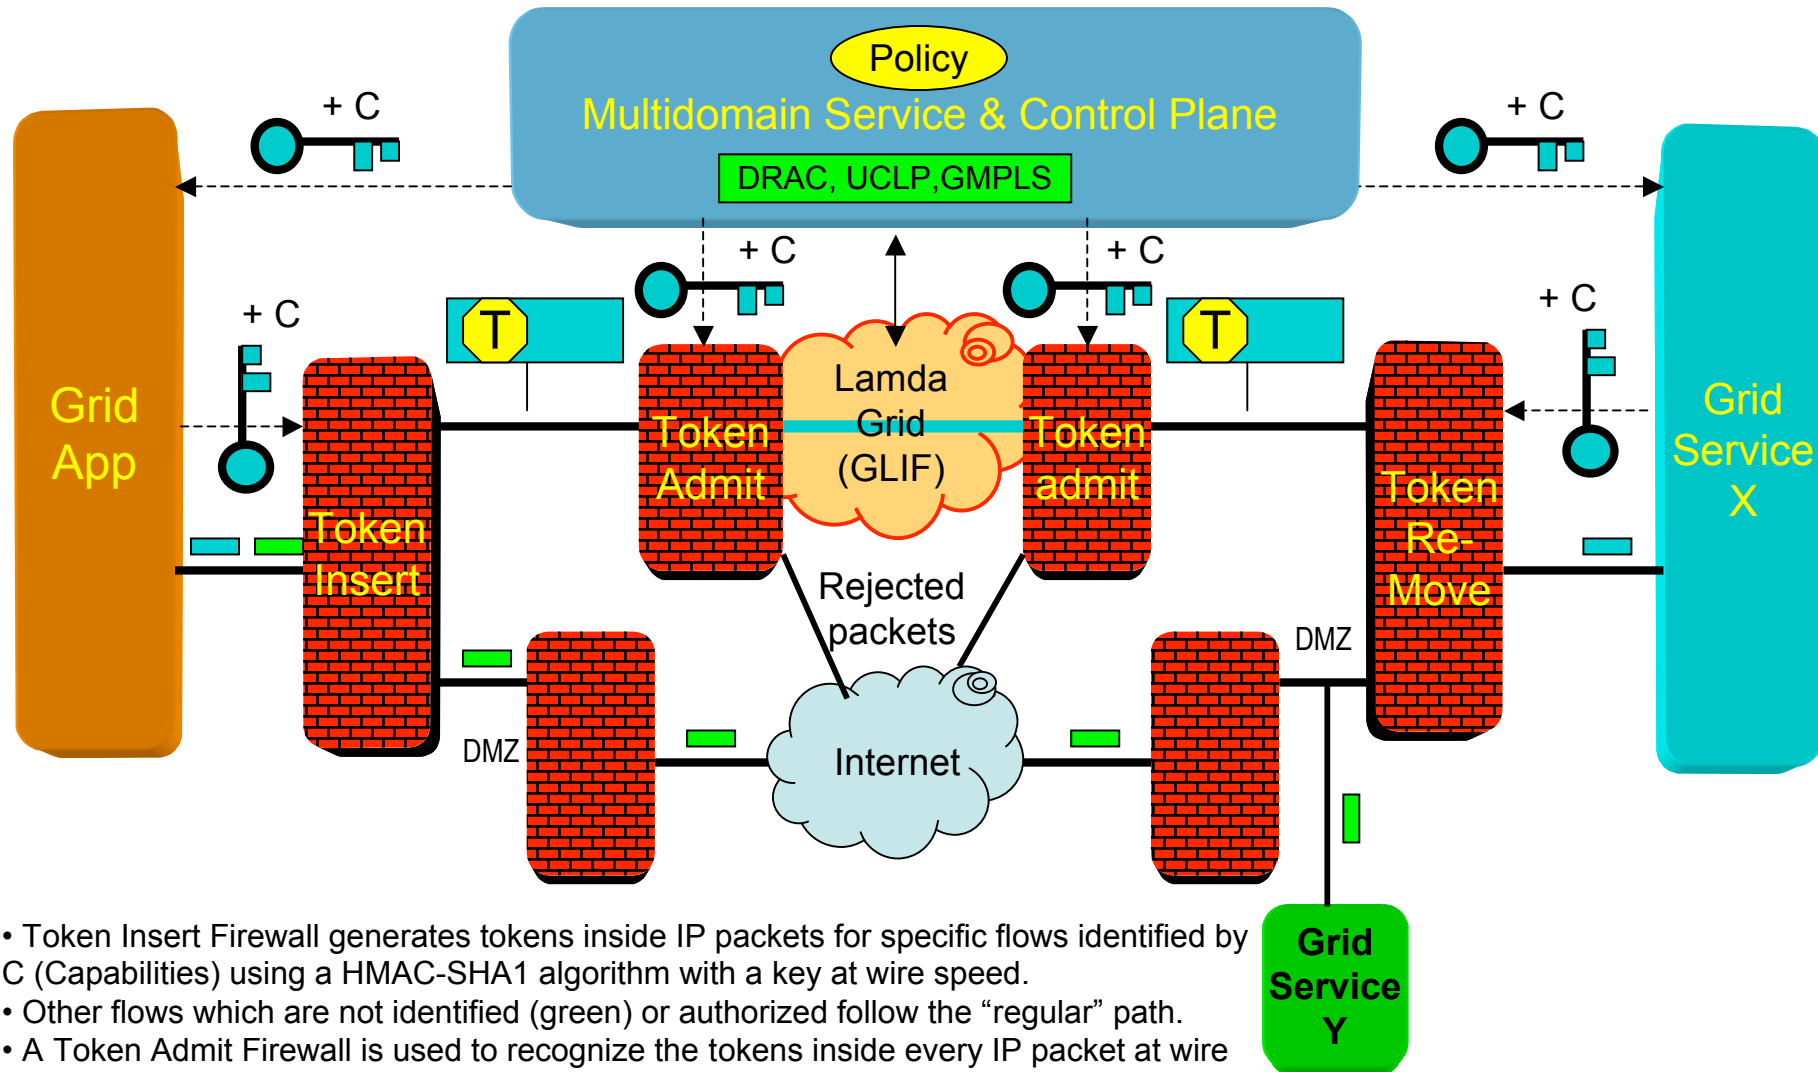 Policy
Multidomain Service & Control Plane
DRAC, UCLP,GMPLS
+ C
+ C
+ C
+ C
+ C
+ C
T
T
Grid
App
Token
Insert
Token
Admit
Lamda
Grid
(GLIF)
Token
admit
Token
Re-
Move
Grid
Service
X
Rejected
packets
DMZ
DMZ
Internet
Grid
Service
Y
• Token Insert Firewall generates tokens inside IP packets for specific flows identified by
C (Capabilities) using a HMAC-SHA1 algorithm with a key at wire speed.
• Other flows which are not identified (green) or authorized follow the “regular” path.
• A Token Admit Firewall is used to recognize the tokens inside every IP packet at wire